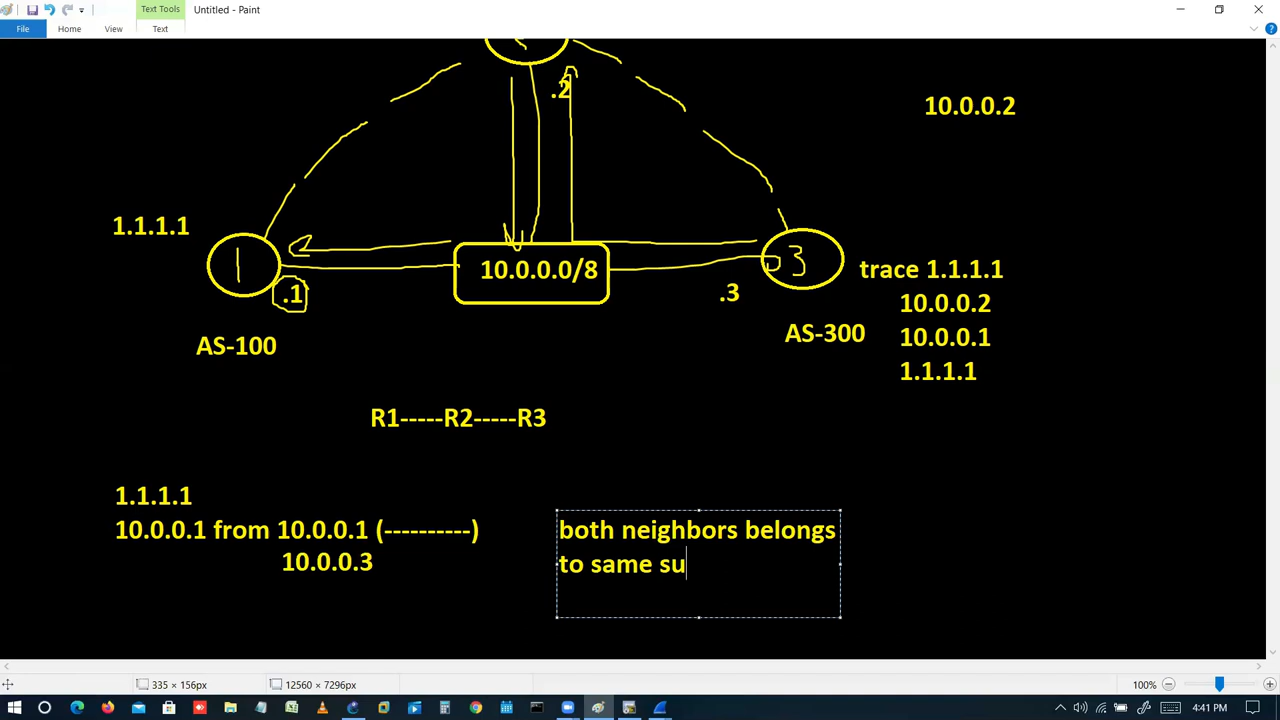 Text Tools
Untitled - Paint
File
Home
View
Text
.2
10.0.0.2
1.1.1.1
1
10.0.0.0/8
3
trace 1.1.1.1
.1
.3
10.0.0.2
AS-100
AS-300
10.0.0.1
1.1.1.1
R1-----R2-----R3
1.1.1.1
10.0.0.1 from 10.0.0.1 (----------)
10.0.0.3
both neighbors belongs
to same su
335 × 156px
12560 × 7296px
100%
4:41 PM